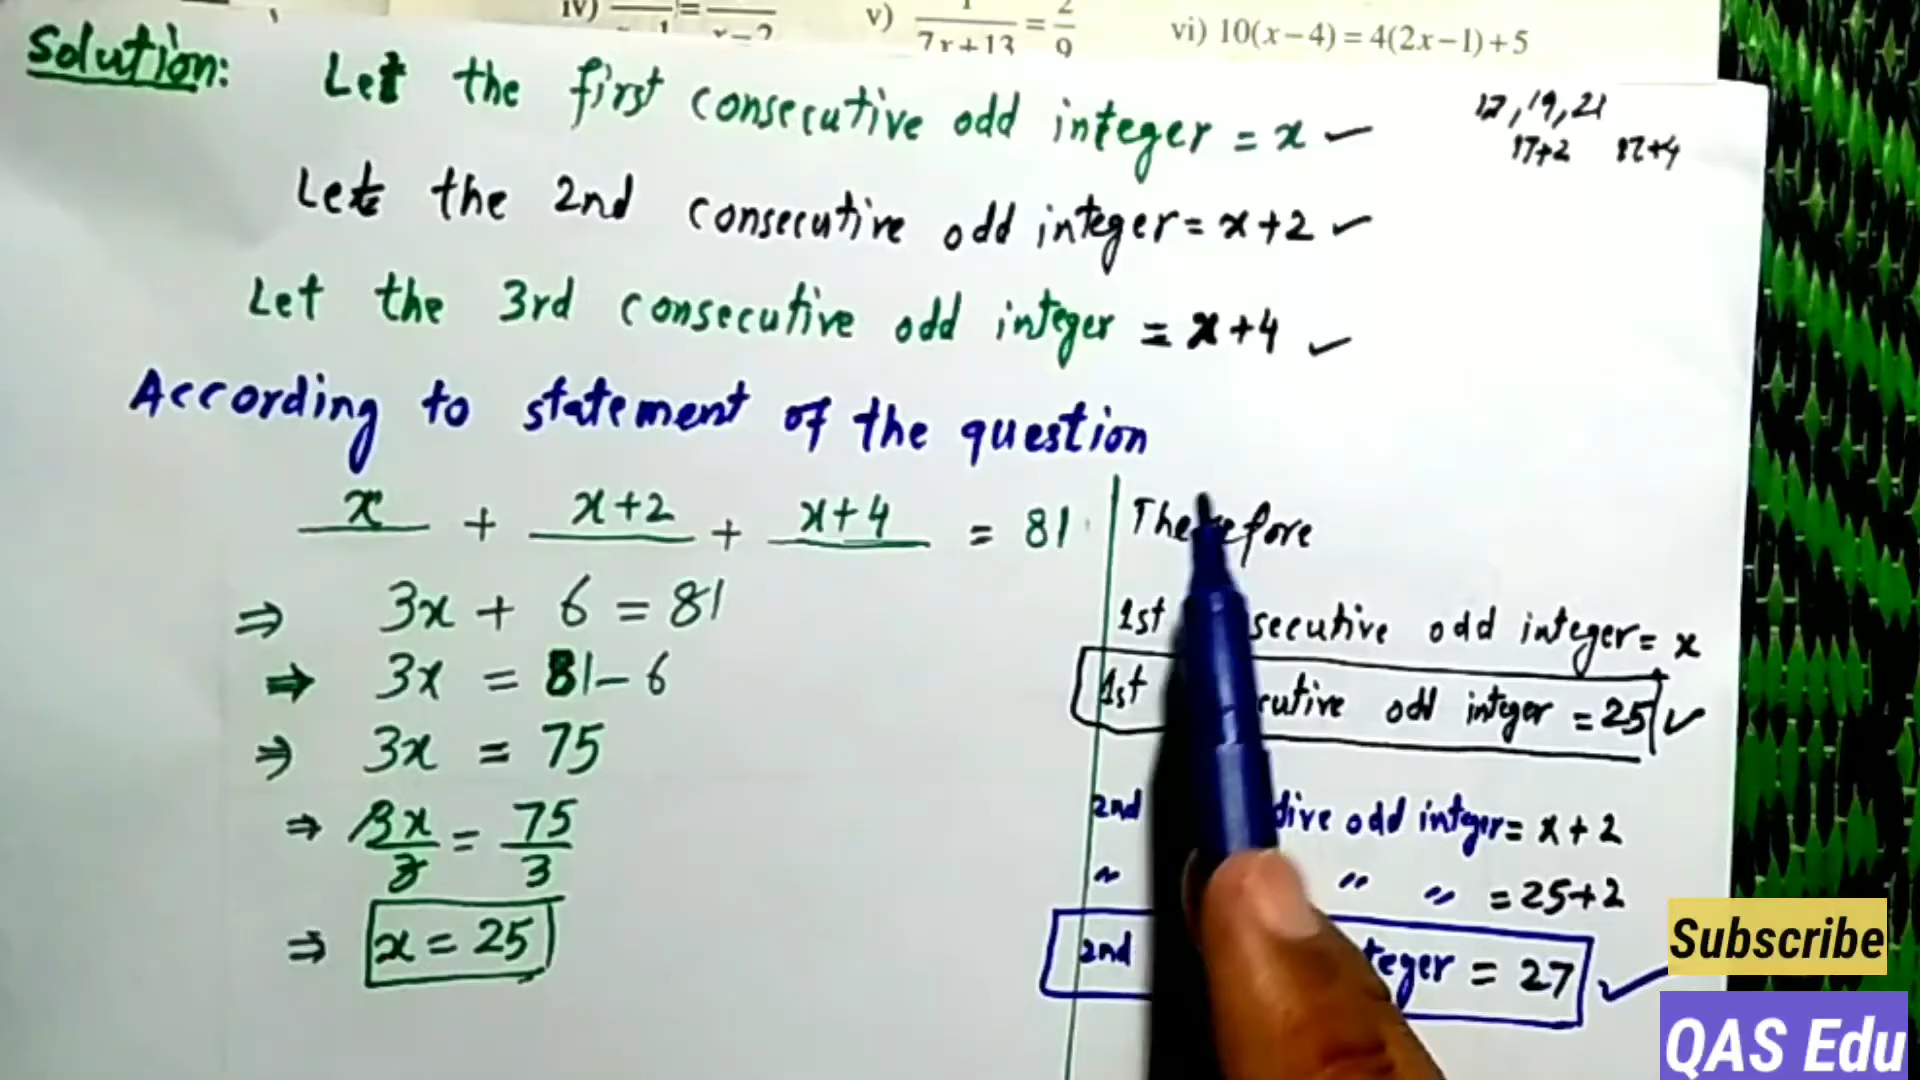 v) 7x+13 = 2/9
vi) 10(x-4) = 4(2x-1)+5
Solution: Let the first consecutive odd integer = x
17, 19, 21
17+2 17+4
Let the 2nd consecutive odd integer = x+2
Let the 3rd consecutive odd integer = x+4
According to statement of the question
x + x+2 + x+4 = 81
⇒ 3x + 6 = 81
⇒ 3x = 81-6
⇒ 3x = 75
⇒ 3x/3 = 75/3
⇒ x = 25
Therefore
1st odd integer = x
1st odd integer = 25
2nd odd integer = x+2
" " " = 25+2
2nd = 27
Subscribe
QAS Edu